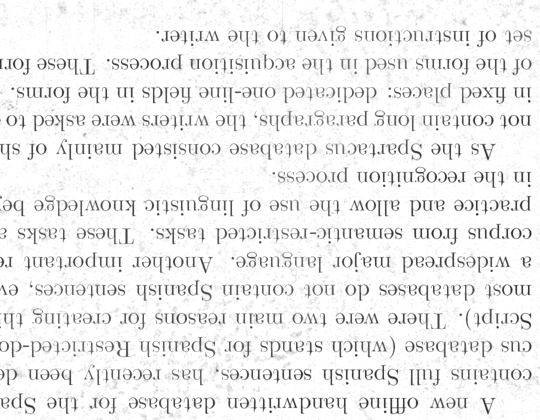 A new offline handwritten database for the Spa
contains full Spanish sentences, has recently been de
cus database (which stands for Spanish Restricted-do
Script). There were two main reasons for creating thi
most databases do not contain Spanish sentences, ev
a widespread major language. Another important re
corpus from semantic-restricted tasks. These tasks a
practice and allow the use of linguistic knowledge bey
in the recognition process.
As the Spartacus database consisted mainly of sh
not contain long paragraphs, the writers were asked to
in fixed places: dedicated one-line fields in the forms.
of the forms used in the acquisition process. These for
set of instructions given to the writer.